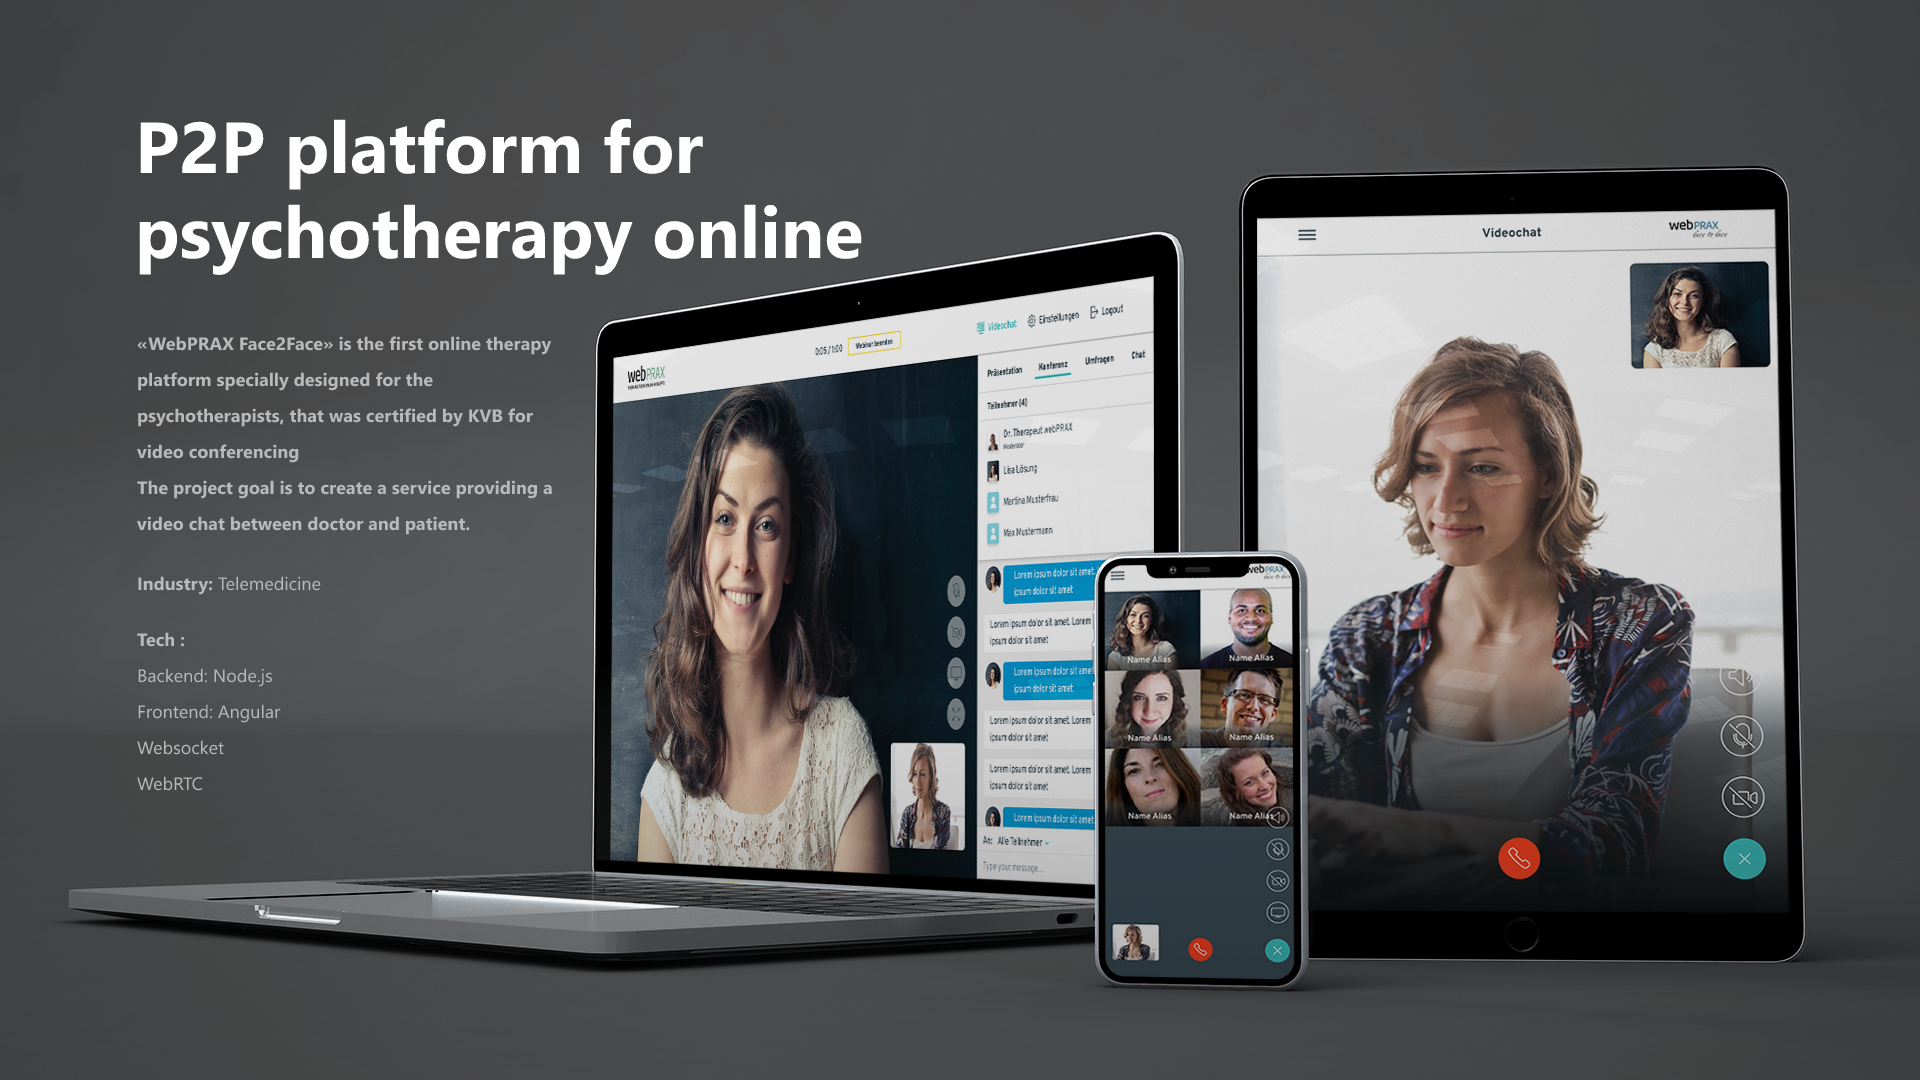 P2P platform for
psychotherapy online
«WebPRAX Face2Face» is the first online therapy
platform specially designed for the
psychotherapists, that was certified by KVB for
video conferencing
The project goal is to create a service providing a
video chat between doctor and patient.
Industry: Telemedicine
Tech :
Backend: Node.js
Frontend: Angular
Websocket
WebRTC
webPRAX
0:05 / 1:00
Webinar beenden
Videochat
Einstellungen
Logout
Präsentation
Konferenz
Umfragen
Chat
Teilnehmer (4)
Dr. Therapeut webPRAX
Moderator
Lisa Lösung
Martina Musterfrau
Max Mustermann
Lorem ipsum dolor sit amet,
ipsum dolor sit amet
Lorem ipsum dolor sit amet. Lorem
ipsum dolor sit amet
Lorem ipsum dolor sit ame
ipsum dolor sit amet
Lorem ipsum dolor sit amet. Lorem
ipsum dolor sit amet
Lorem ipsum dolor sit amet. Lorem
ipsum dolor sit amet
Lorem ipsum dolor sit amet
An: Alle Teilnehmer
Type your message...
webPRAX
face to face
Name Alias
Name Alias
Name Alias
Name Alias
Name Alias
Name Alias
Videochat
webPRAX
face to face